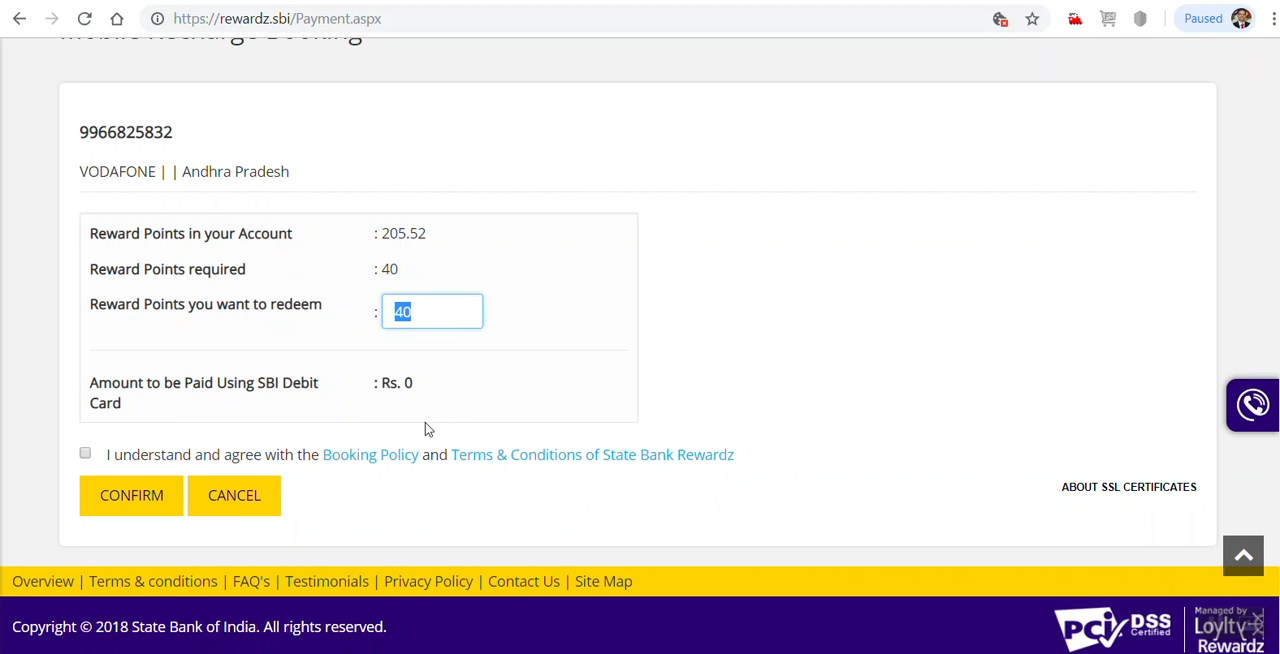 https://rewardz.sbi/Payment.aspx
Paused
Mobile Recharge Booking
9966825832
VODAFONE | | Andhra Pradesh
Reward Points in your Account : 205.52
Reward Points required : 40
Reward Points you want to redeem : 40
Amount to be Paid Using SBI Debit Card : Rs. 0
I understand and agree with the Booking Policy and Terms & Conditions of State Bank Rewardz
CONFIRM CANCEL
ABOUT SSL CERTIFICATES
Overview | Terms & conditions | FAQ's | Testimonials | Privacy Policy | Contact Us | Site Map
Copyright © 2018 State Bank of India. All rights reserved.
PCI DSS Certified
Managed by
Loylty
Rewardz